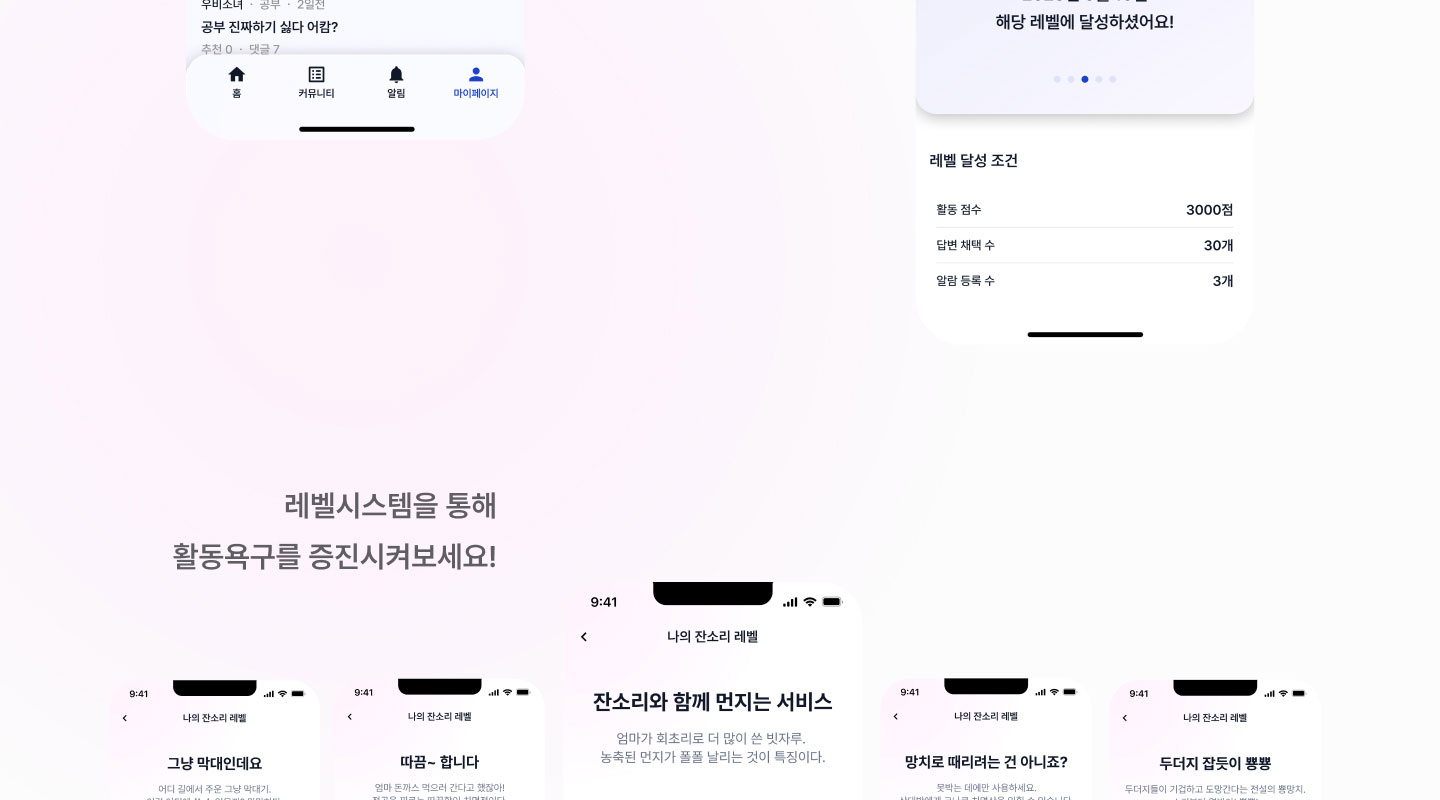 우비소녀 · 공부 · 2일전
공부 진짜하기 싫다 어캄?
추천 0 · 댓글 7
홈
커뮤니티
알림
마이페이지
해당 레벨에 달성하셨어요!
레벨 달성 조건
활동 점수 3000점
답변 채택 수 30개
알람 등록 수 3개
레벨시스템을 통해
활동욕구를 증진시켜보세요!
9:41
나의 잔소리 레벨
그냥 막대인데요
어디 길에서 주운 그냥 막대기.
9:41
나의 잔소리 레벨
따끔~ 합니다
엄마 돈까스 먹으러 간다고 했잖아!
9:41
나의 잔소리 레벨
잔소리와 함께 먼지는 서비스
엄마가 회초리로 더 많이 쓴 빗자루.
농축된 먼지가 폴폴 날리는 것이 특징이다.
9:41
나의 잔소리 레벨
망치로 때리려는 건 아니죠?
못박는 데에만 사용하세요.
9:41
나의 잔소리 레벨
두더지 잡듯이 뿅뿅
두더지들이 기겁하고 도망간다는 전설의 뿅망치.